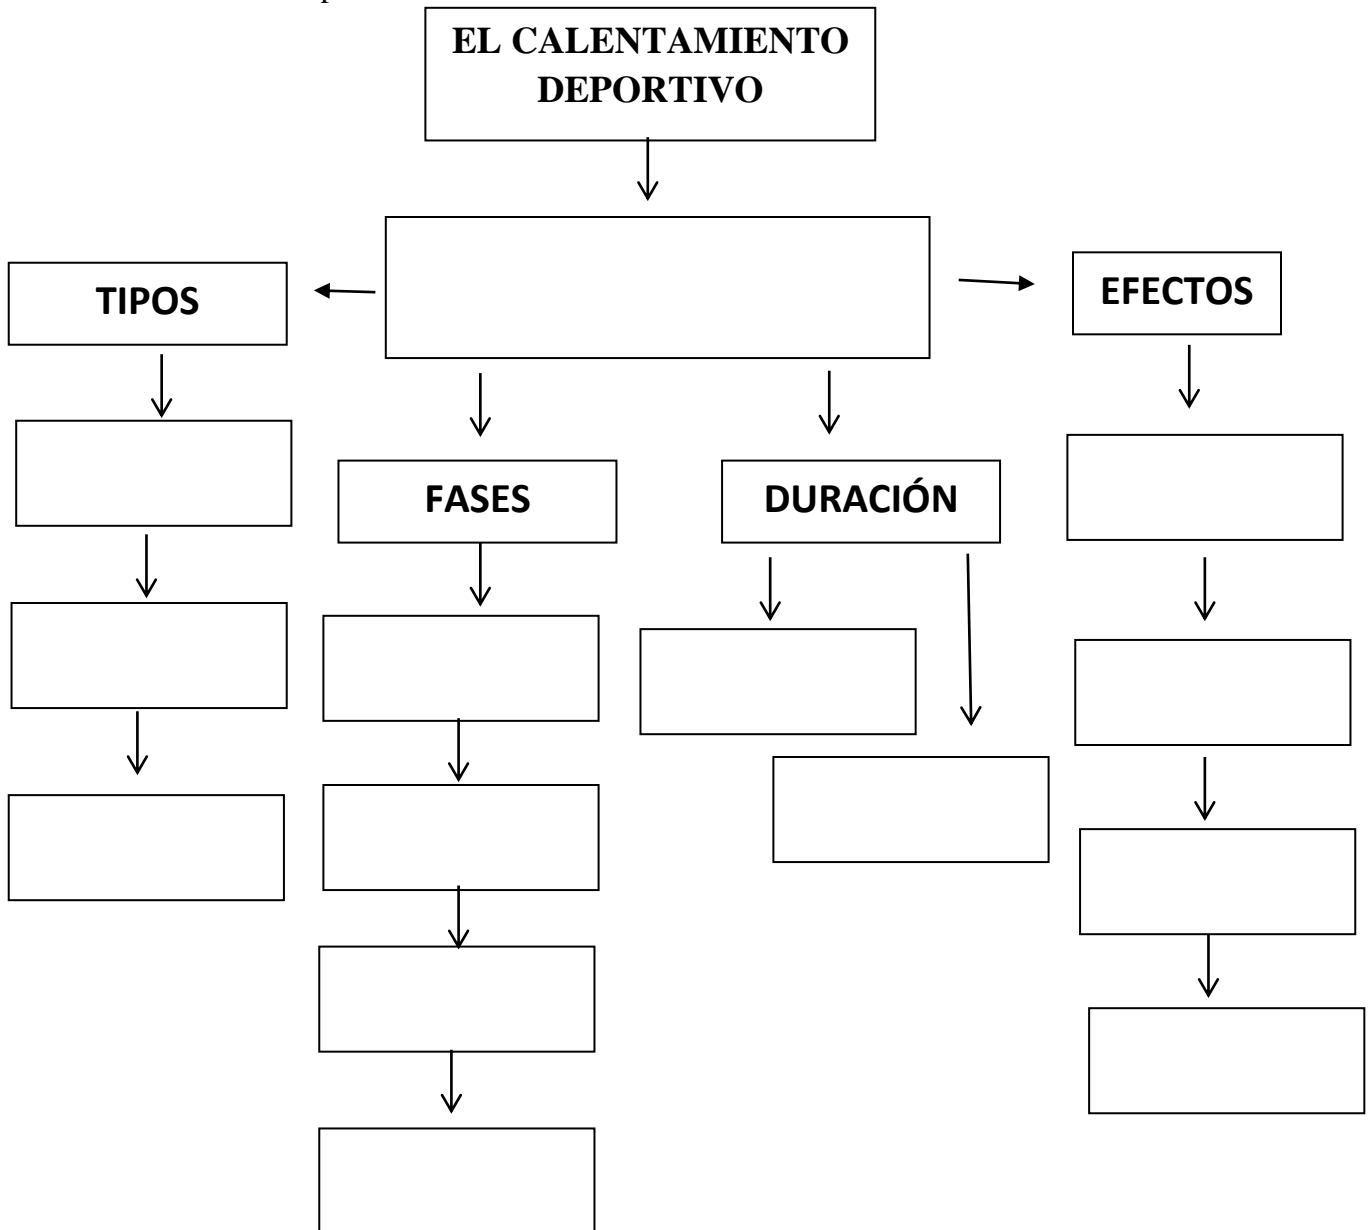 EL CALENTAMIENTO
DEPORTIVO
TIPOS
EFECTOS
FASES
DURACIÓN